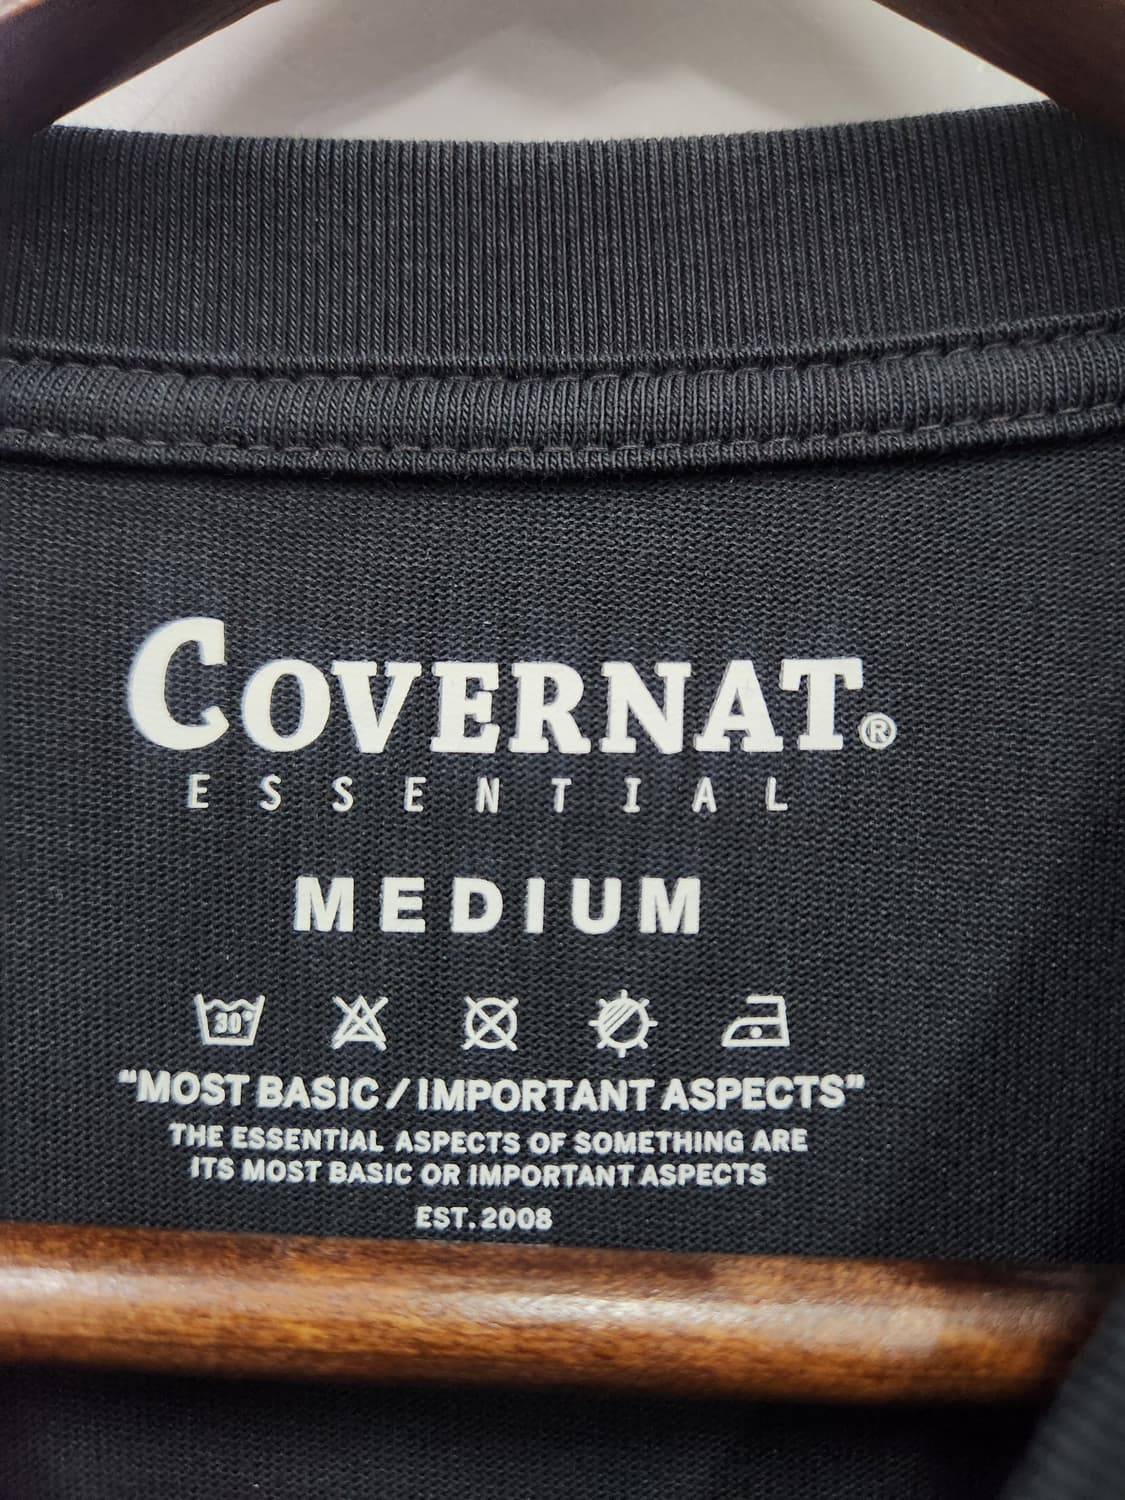 COVERNAT®
ESSENTIAL
MEDIUM
30°
“MOST BASIC / IMPORTANT ASPECTS”
THE ESSENTIAL ASPECTS OF SOMETHING ARE
ITS MOST BASIC OR IMPORTANT ASPECTS
EST. 2008